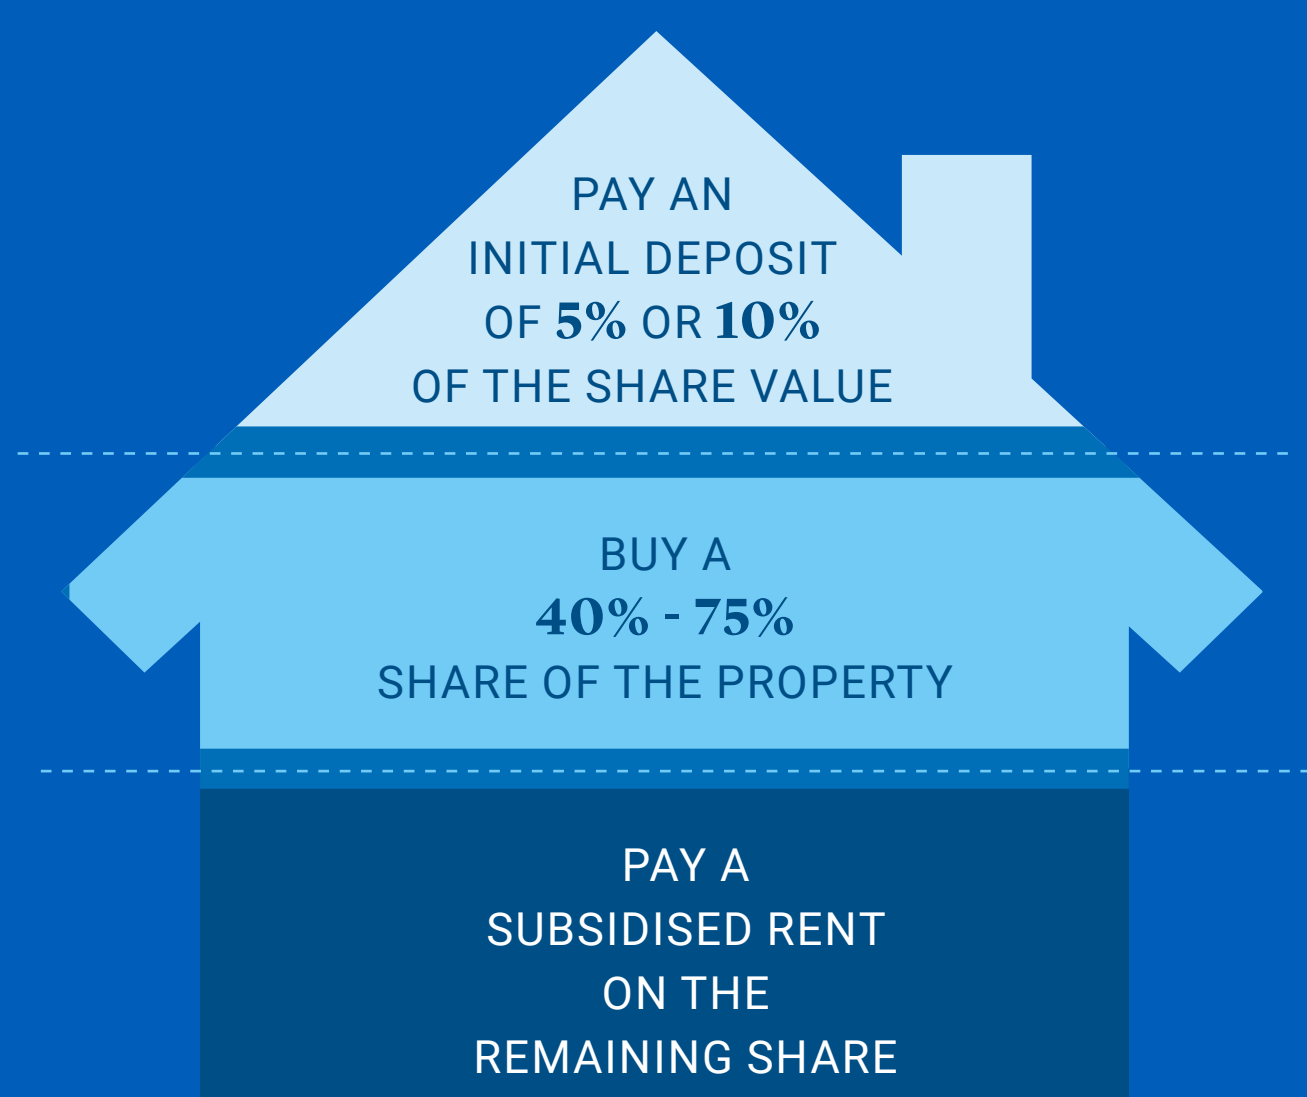 PAY AN
INITIAL DEPOSIT
OF 5% OR 10%
OF THE SHARE VALUE
BUY A
40% - 75%
SHARE OF THE PROPERTY
PAY A
SUBSIDISED RENT
ON THE
REMAINING SHARE